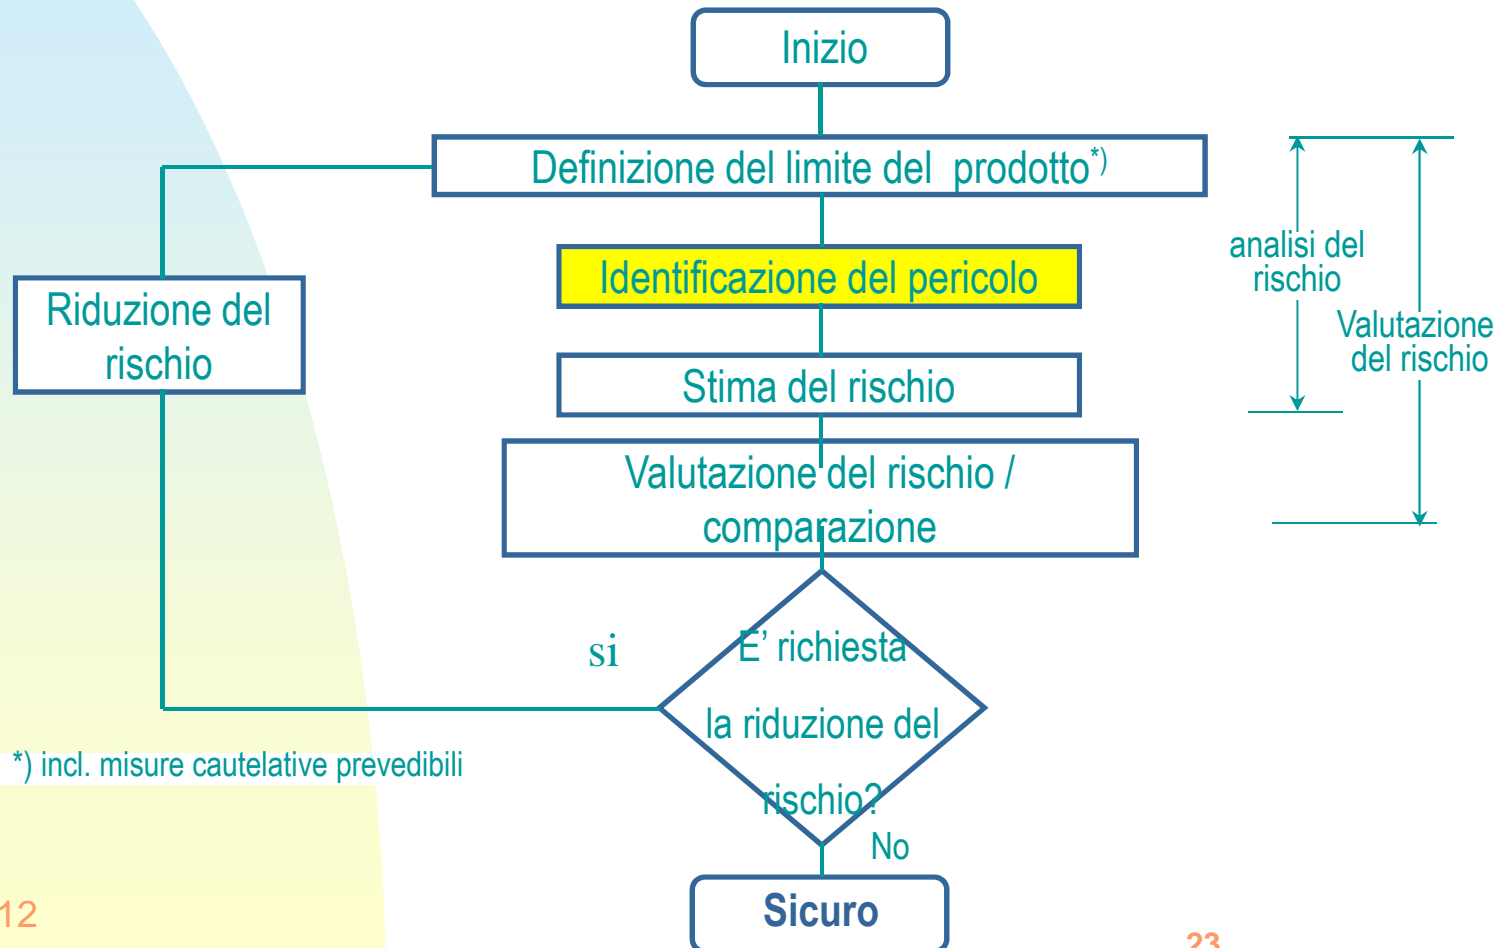 Inizio
Definizione del limite del prodotto*)
Identificazione del pericolo
Stima del rischio
Valutazione del rischio /
comparazione
E’ richiesta
la riduzione del
rischio?
si
No
Sicuro
Riduzione del
rischio
analisi del
rischio
Valutazione
del rischio
*) incl. misure cautelative prevedibili
12
23